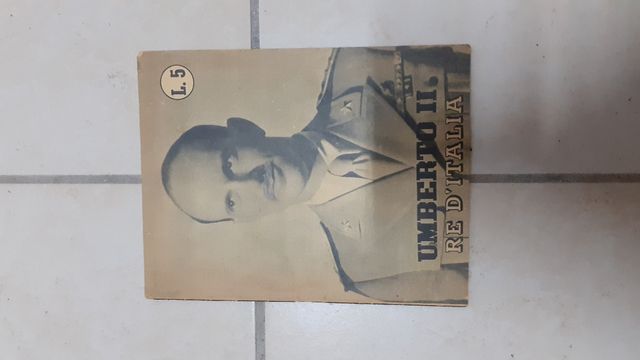 L. 5
UMBERTO II.
RE D'ITALIA